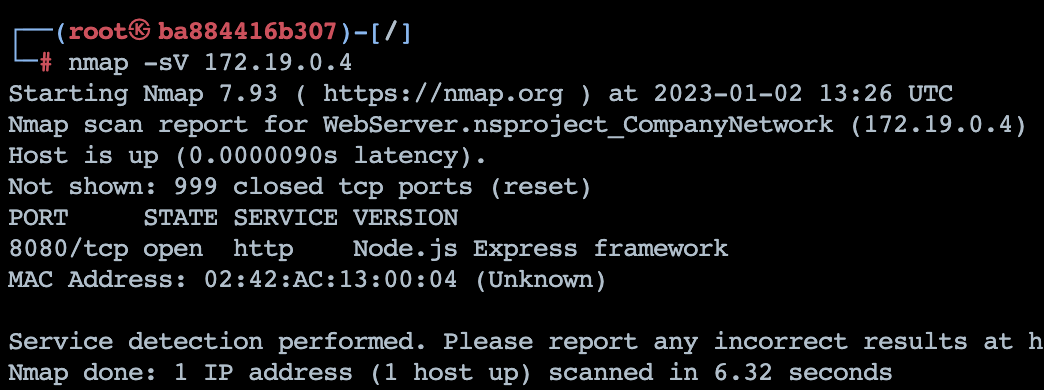 ┌──(root㉿ba884416b307)-[/]
└─# nmap -sV 172.19.0.4
Starting Nmap 7.93 ( https://nmap.org ) at 2023-01-02 13:26 UTC
Nmap scan report for WebServer.nsproject_CompanyNetwork (172.19.0.4)
Host is up (0.0000090s latency).
Not shown: 999 closed tcp ports (reset)
PORT     STATE SERVICE VERSION
8080/tcp open  http    Node.js Express framework
MAC Address: 02:42:AC:13:00:04 (Unknown)
Service detection performed. Please report any incorrect results at h
Nmap done: 1 IP address (1 host up) scanned in 6.32 seconds